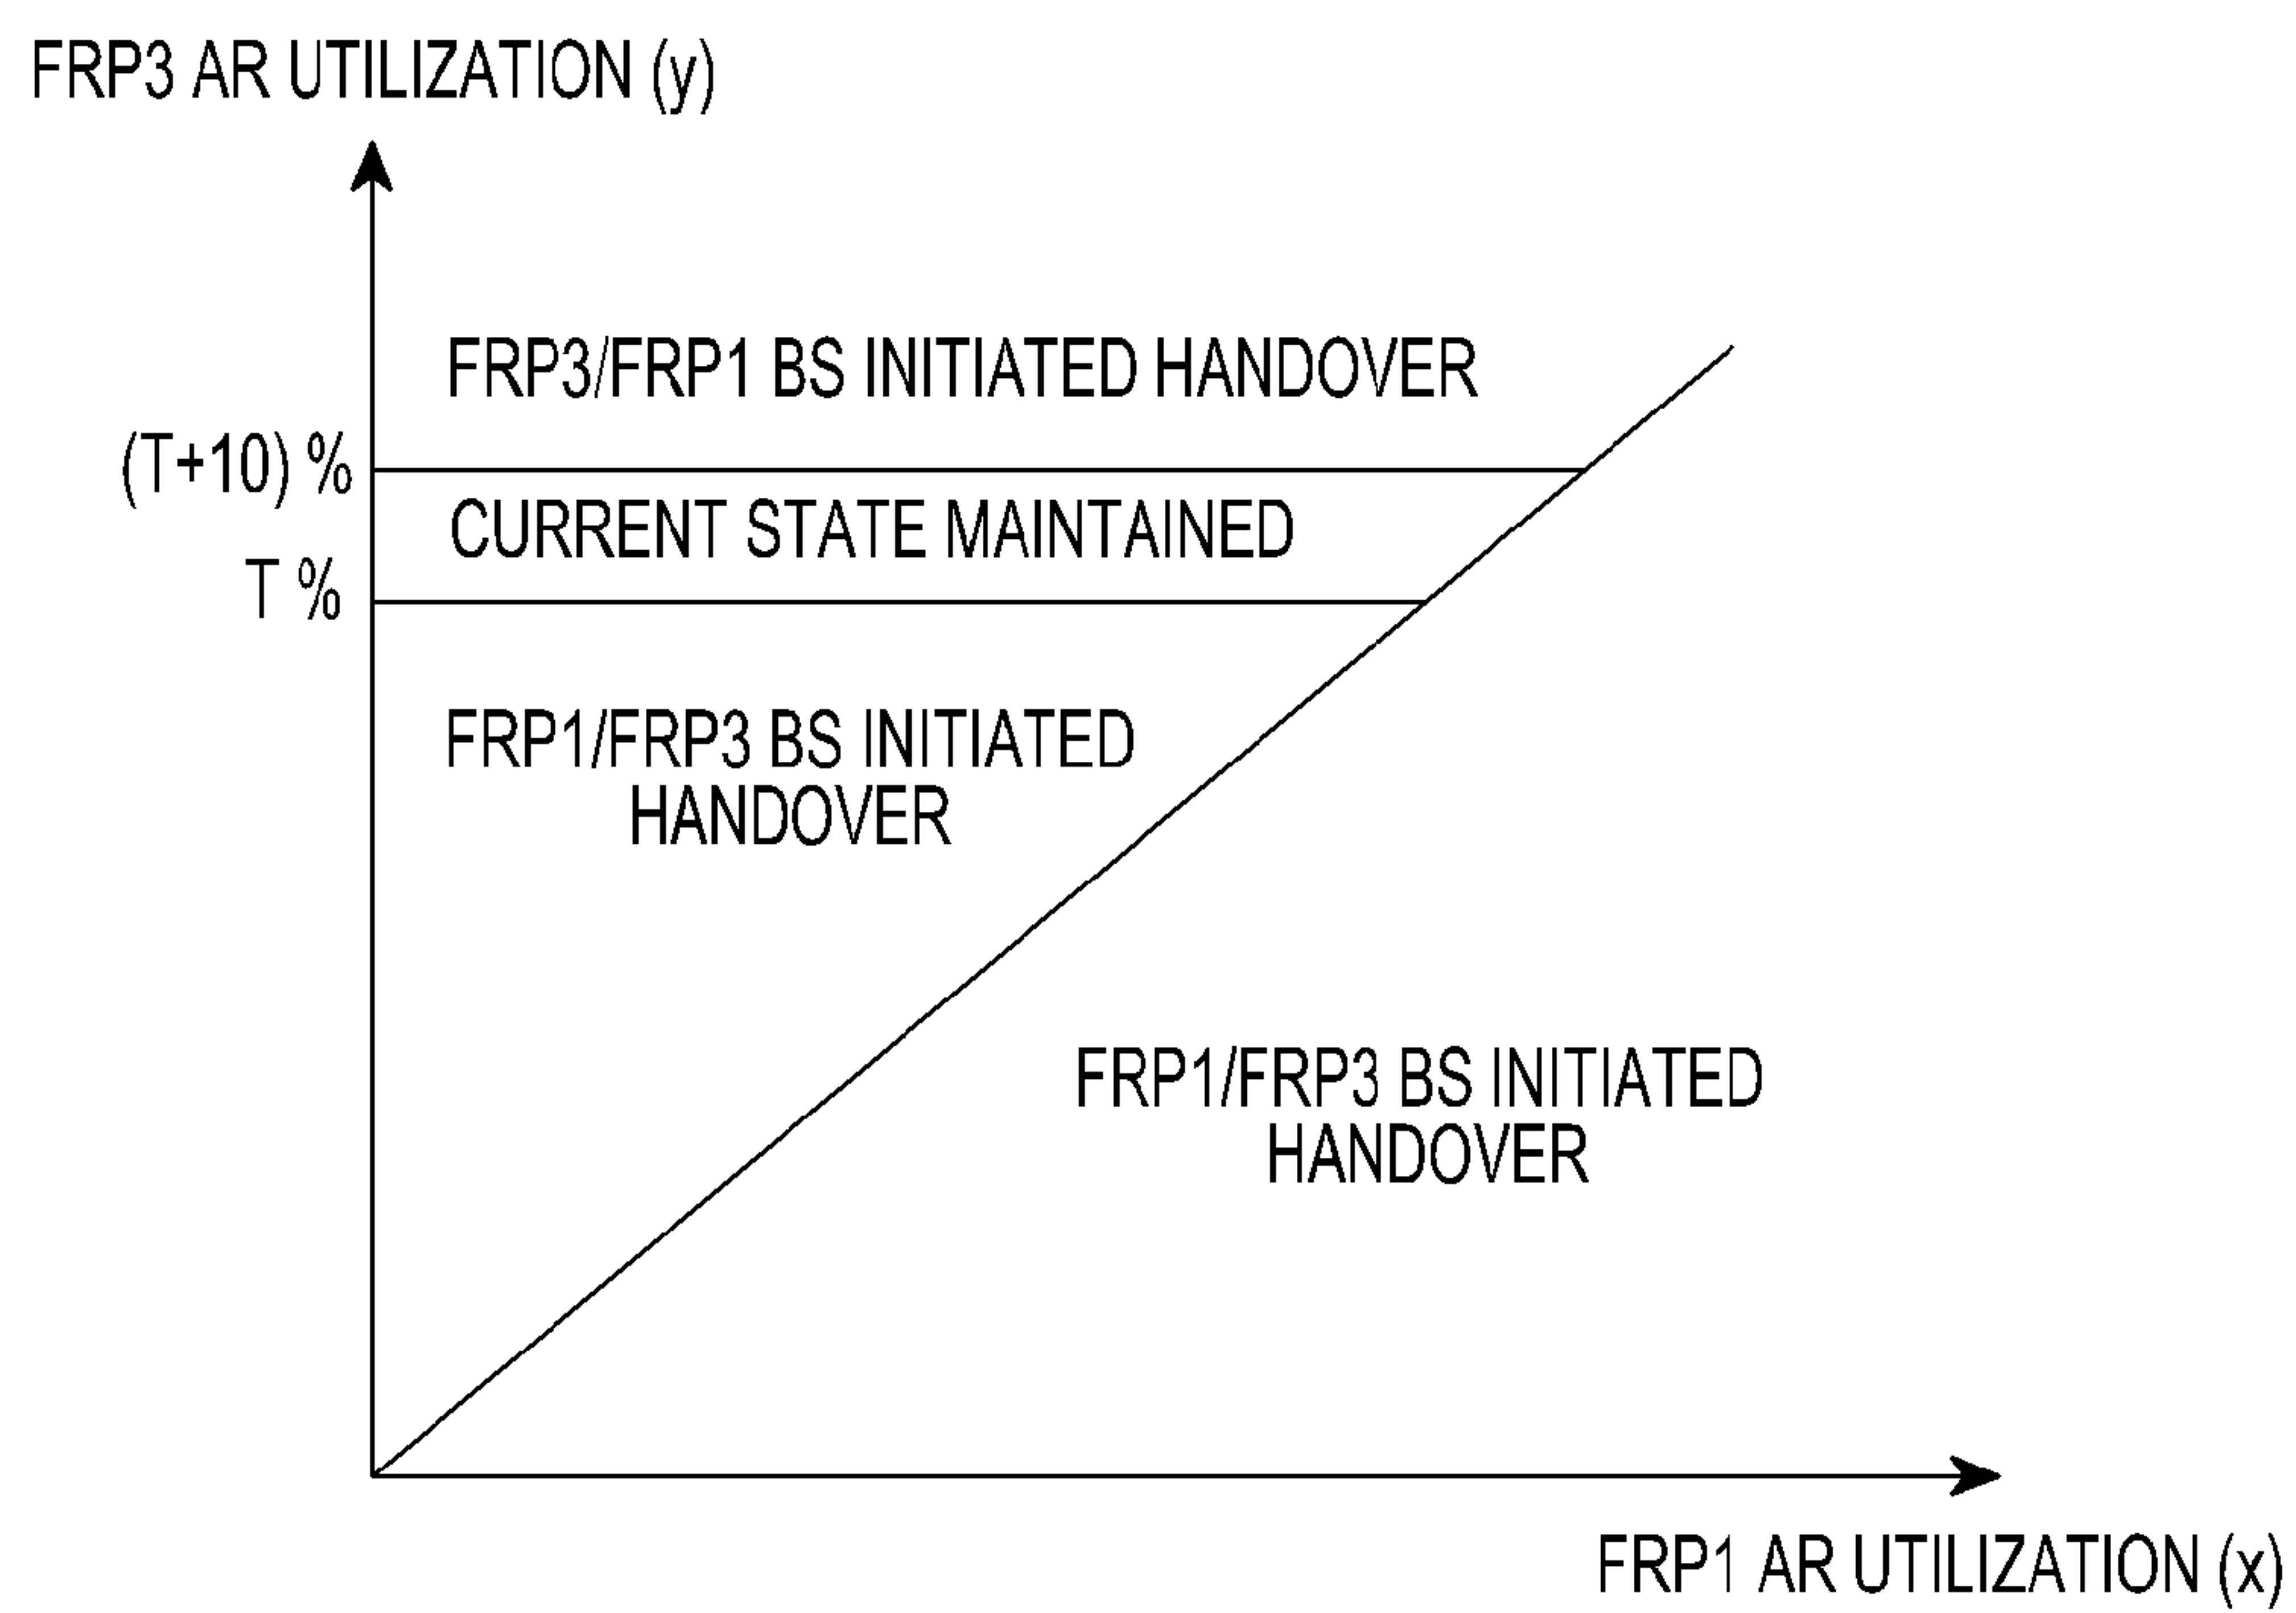 FRP3 AR UTILIZATION (y)
FRP3/FRP1 BS INITIATED HANDOVER
(T+10) %
CURRENT STATE MAINTAINED
T %
FRP1/FRP3 BS INITIATED
HANDOVER
FRP1/FRP3 BS INITIATED
HANDOVER
FRP1 AR UTILIZATION (x)